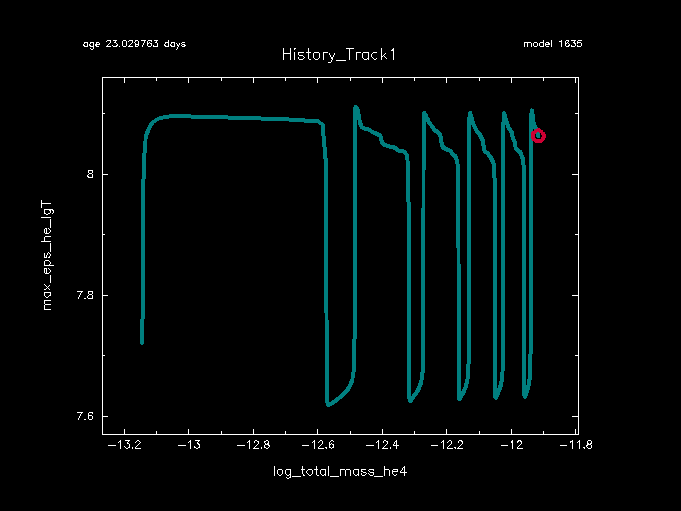 age 23.029763 days
model 1635
History_Track1
8
7.8
7.6
max_eps_he_lgT
−13.2 −13 −12.8 −12.6 −12.4 −12.2 −12 −11.8
log_total_mass_he4